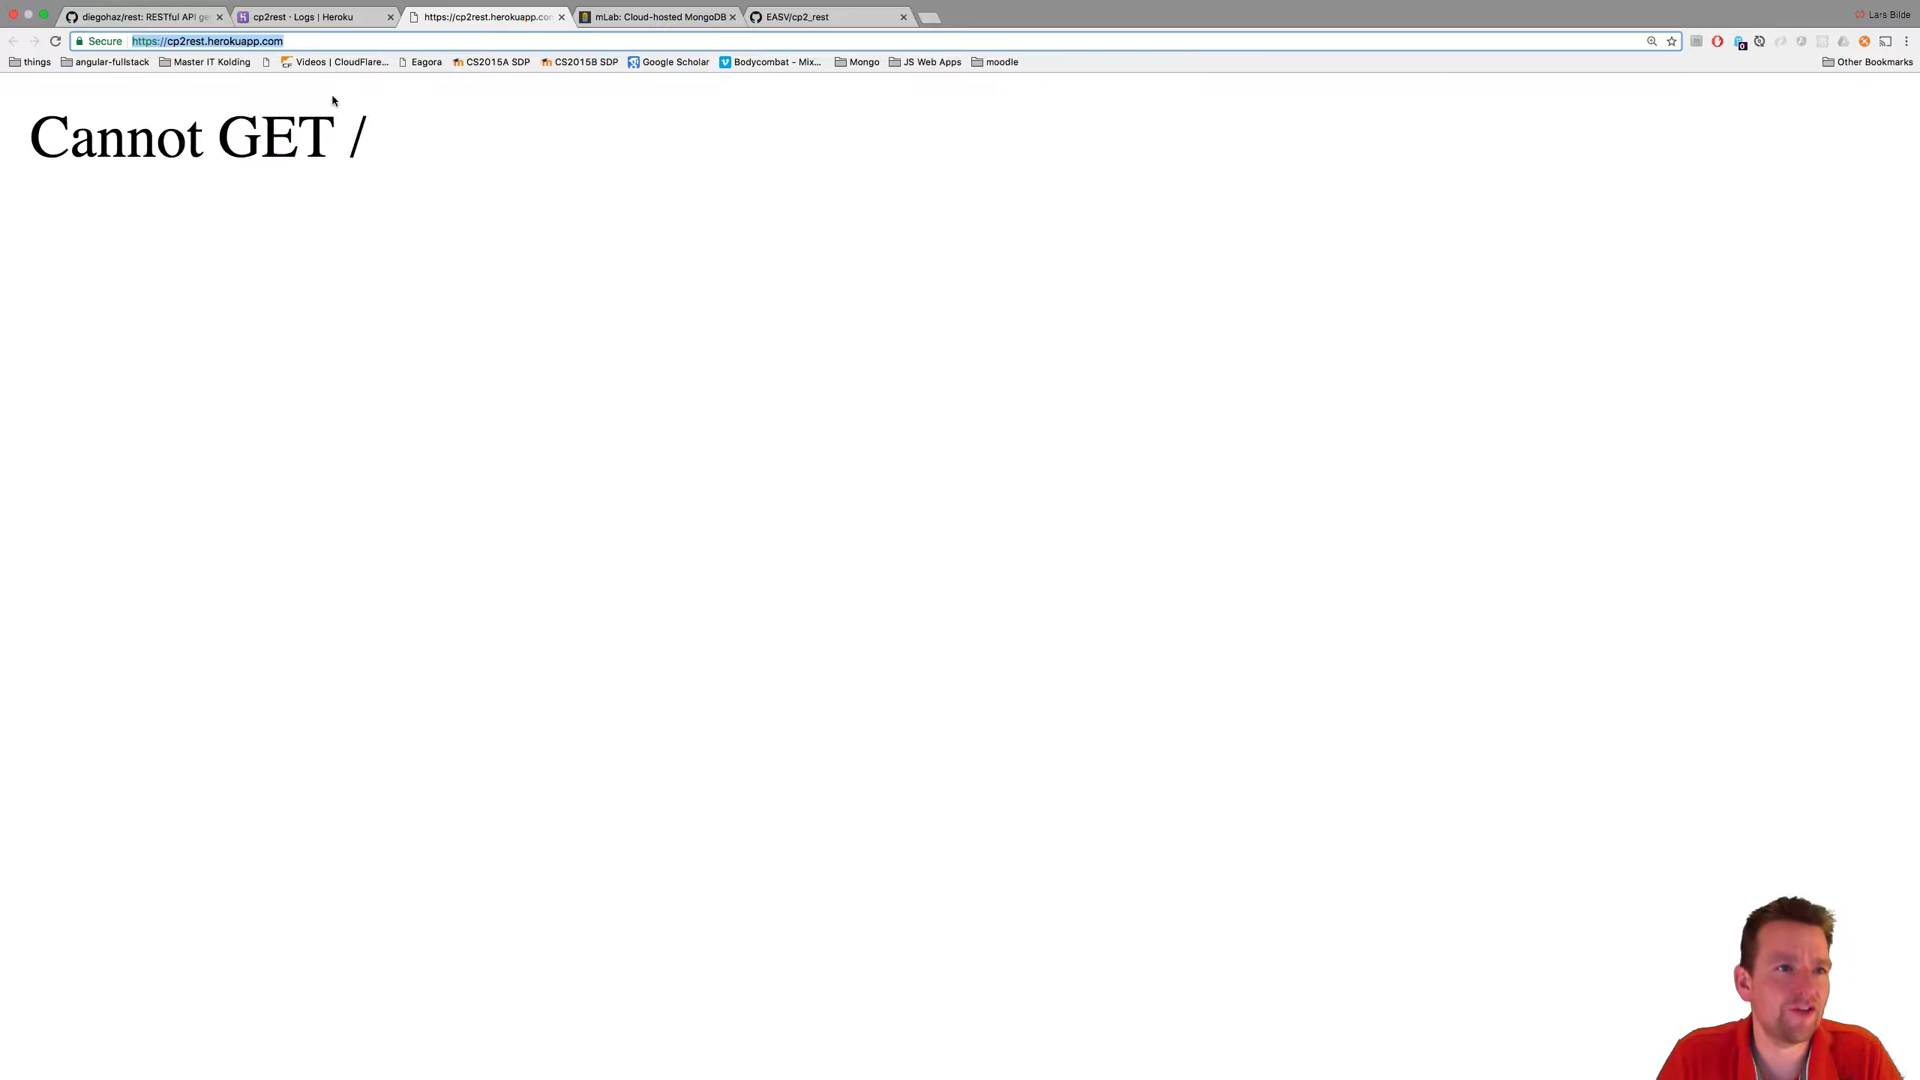 diegohaz/rest: RESTful API ge
cp2rest · Logs | Heroku
https://cp2rest.herokuapp.com
mLab: Cloud-hosted MongoDB
EASV/cp2_rest
Lars Bilde
Secure
https://cp2rest.herokuapp.com
things
angular-fullstack
Master IT Kolding
Videos | CloudFlare...
Eagora
CS2015A SDP
CS2015B SDP
Google Scholar
Bodycombat - Mix...
Mongo
JS Web Apps
moodle
Other Bookmarks
Cannot GET /